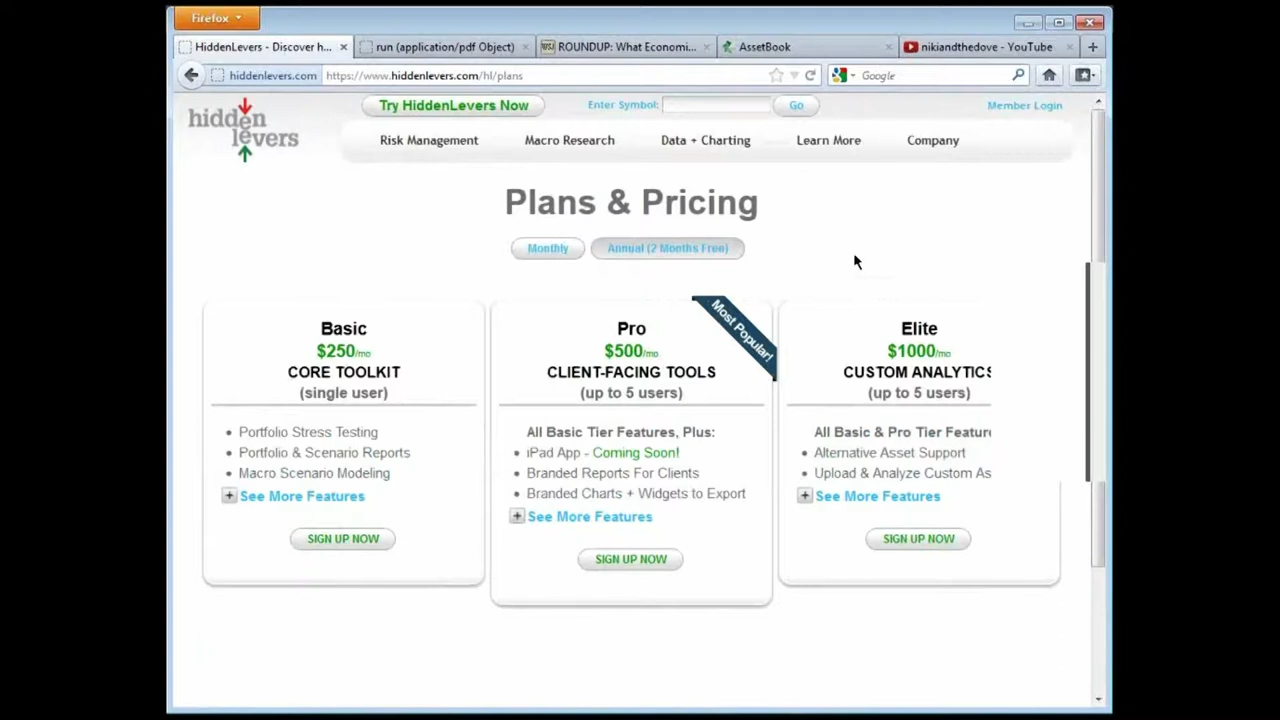 Firefox
HiddenLevers - Discover h...
run (application/pdf Object)
WSJ
ROUNDUP: What Economi...
AssetBook
nikiandthedove - YouTube
hiddenlevers.com
https://www.hiddenlevers.com/hl/plans
Google
hidden
levers
Try HiddenLevers Now
Enter Symbol:
Go
Member Login
Risk Management
Macro Research
Data + Charting
Learn More
Company
Plans & Pricing
Monthly
Annual (2 Months Free)
Basic
$250/mo
CORE TOOLKIT
(single user)
Portfolio Stress Testing
Portfolio & Scenario Reports
Macro Scenario Modeling
See More Features
SIGN UP NOW
Most Popular!
Pro
$500/mo
CLIENT-FACING TOOLS
(up to 5 users)
All Basic Tier Features, Plus:
iPad App - Coming Soon!
Branded Reports For Clients
Branded Charts + Widgets to Export
See More Features
SIGN UP NOW
Elite
$1000/mo
CUSTOM ANALYTICS
(up to 5 users)
All Basic & Pro Tier Feature
Alternative Asset Support
Upload & Analyze Custom As
See More Features
SIGN UP NOW